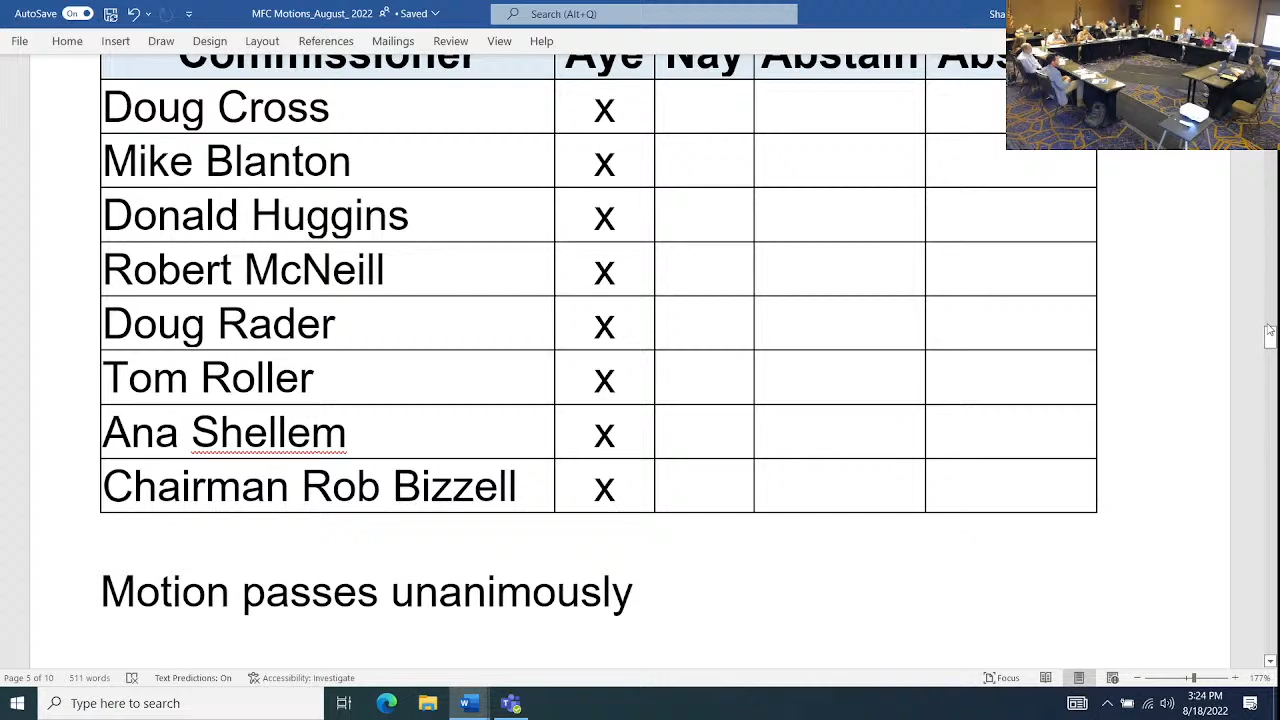 AutoSave On MFC Motions_August_ 2022 • Saved Search (Alt+Q)
File Home Insert Draw Design Layout References Mailings Review View Help
Commissioner Aye Nay Abstain
Doug Cross x
Mike Blanton x
Donald Huggins x
Robert McNeill x
Doug Rader x
Tom Roller x
Ana Shellem x
Chairman Rob Bizzell x
Motion passes unanimously
Page 5 of 10 511 words Text Predictions: On Accessibility: Investigate Focus 177%
Type here to search 3:24 PM
8/18/2022